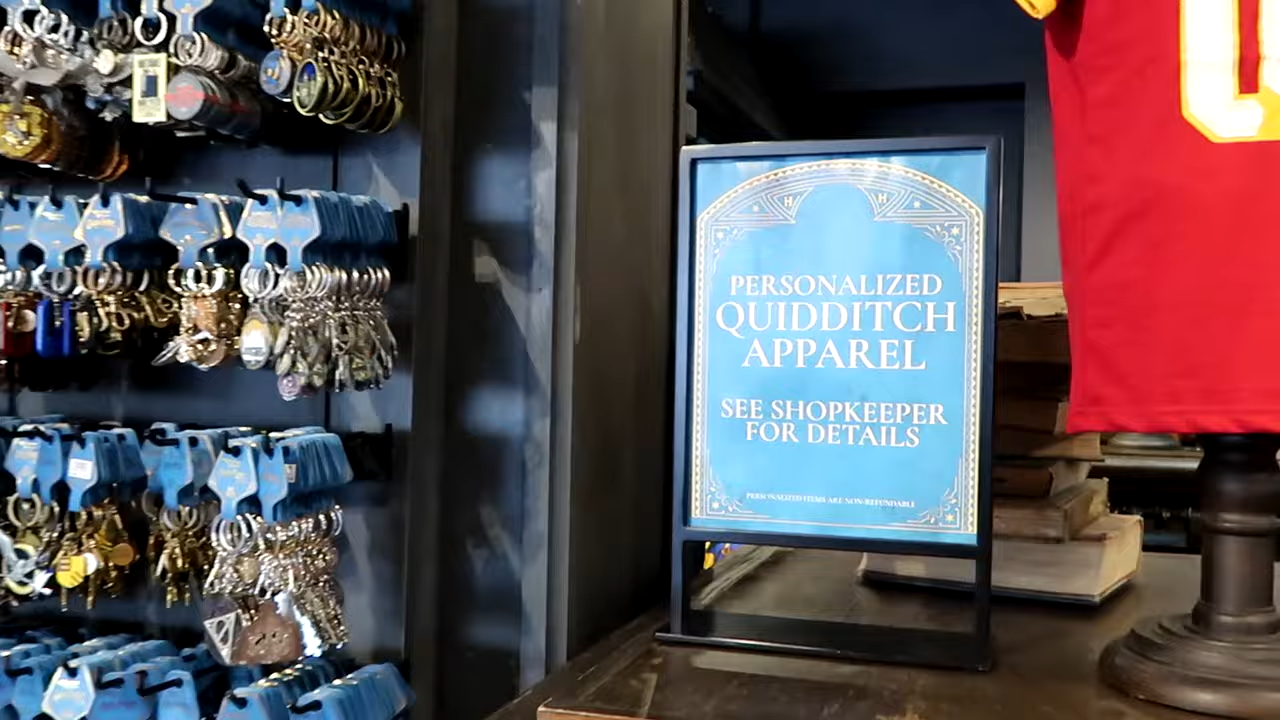 H H
PERSONALIZED
QUIDDITCH
APPAREL
SEE SHOPKEEPER
FOR DETAILS
PERSONALIZED ITEMS ARE NON-REFUNDABLE